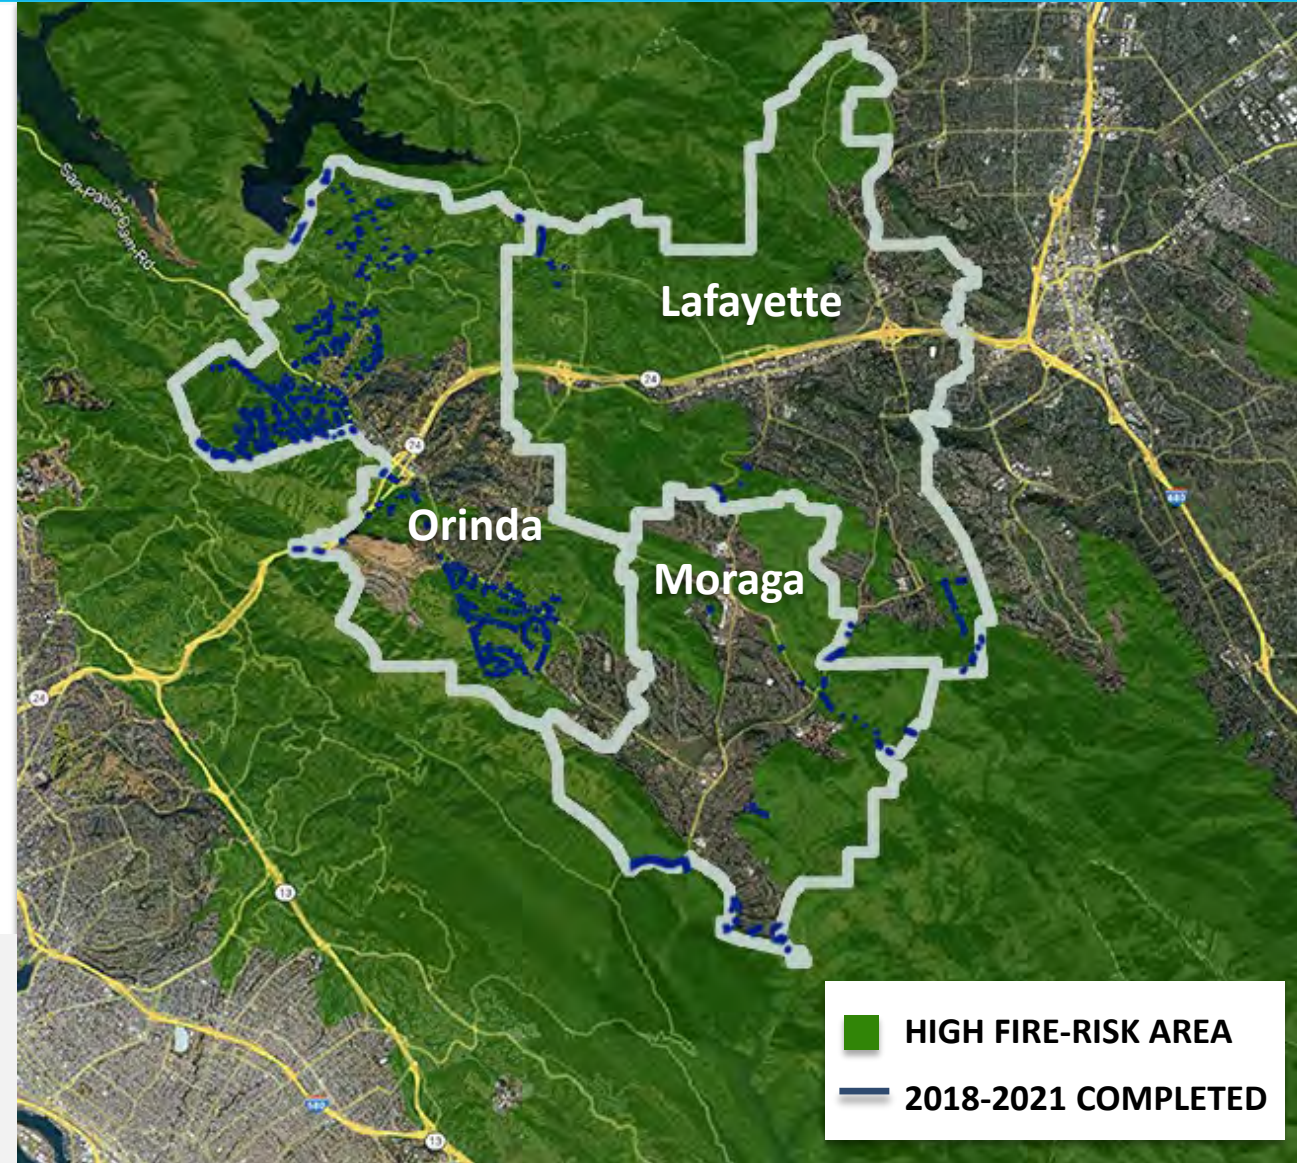 San Pablo Dam Rd
Lafayette
24
24
Orinda
680
Moraga
24
13
HIGH FIRE-RISK AREA
2018-2021 COMPLETED
580
13